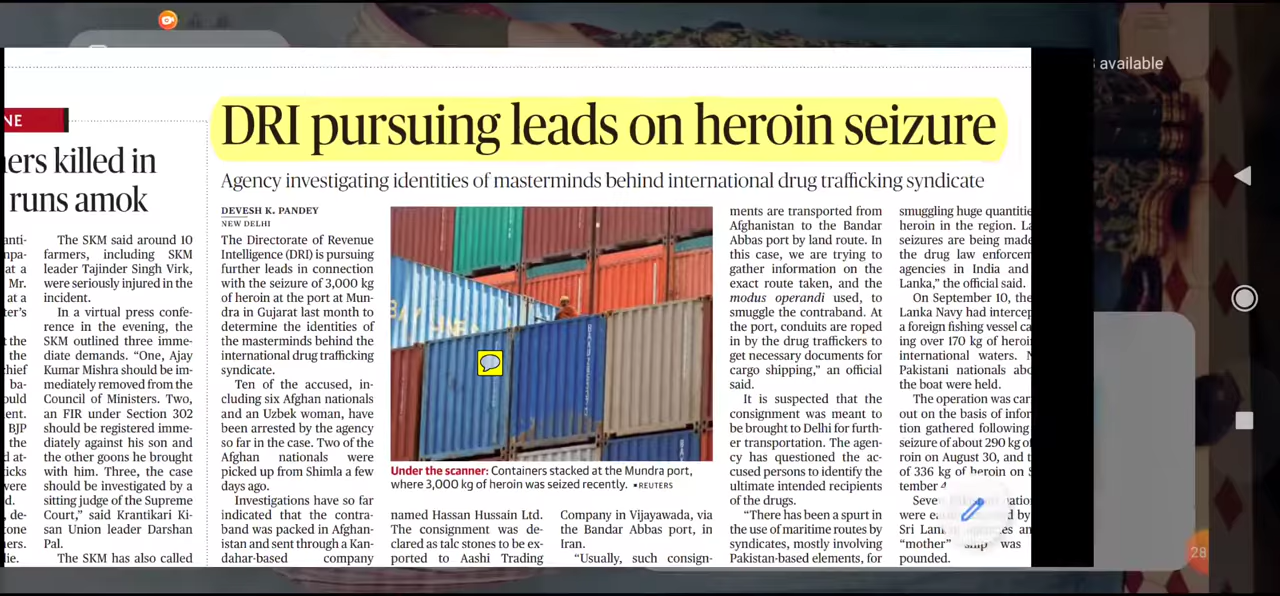 available
NE
DRI pursuing leads on heroin seizure
ers killed in
runs amok
Agency investigating identities of masterminds behind international drug trafficking syndicate
The SKM said around 10
farmers, including SKM
leader Tajinder Singh Virk,
were seriously injured in the
incident.
In a virtual press confe-
rence in the evening, the
SKM outlined three imme-
diate demands. “One, Ajay
Kumar Mishra should be im-
mediately removed from the
Council of Ministers. Two,
an FIR under Section 302
should be registered imme-
diately against his son and
the other goons he brought
with him. Three, the case
should be investigated by a
sitting judge of the Supreme
Court,” said Krantikari Ki-
san Union leader Darshan
Pal.
The SKM has also called
DEVESH K. PANDEY
NEW DELHI
The Directorate of Revenue
Intelligence (DRI) is pursuing
further leads in connection
with the seizure of 3,000 kg
of heroin at the port at Mun-
dra in Gujarat last month to
determine the identities of
the masterminds behind the
international drug trafficking
syndicate.
Ten of the accused, in-
cluding six Afghan nationals
and an Uzbek woman, have
been arrested by the agency
so far in the case. Two of the
Afghan nationals were
picked up from Shimla a few
days ago.
Investigations have so far
indicated that the contra-
band was packed in Afghan-
istan and sent through a Kan-
dahar-based company
Under the scanner: Containers stacked at the Mundra port,
where 3,000 kg of heroin was seized recently. ▪REUTERS
named Hassan Hussain Ltd.
The consignment was de-
clared as talc stones to be ex-
ported to Aashi Trading
Company in Vijayawada, via
the Bandar Abbas port, in
Iran.
“Usually, such consign-
ments are transported from
Afghanistan to the Bandar
Abbas port by land route. In
this case, we are trying to
gather information on the
exact route taken, and the
modus operandi used, to
smuggle the contraband. At
the port, conduits are roped
in by the drug traffickers to
get necessary documents for
cargo shipping,” an official
said.
It is suspected that the
consignment was meant to
be brought to Delhi for furth-
er transportation. The agen-
cy has questioned the ac-
cused persons to identify the
ultimate intended recipients
of the drugs.
“There has been a spurt in
the use of maritime routes by
syndicates, mostly involving
Pakistan-based elements, for
smuggling huge quantitie
heroin in the region. La
seizures are being made
the drug law enforcem
agencies in India and
Lanka,” the official said.
On September 10, the
Lanka Navy had intercep
a foreign fishing vessel ca
ing over 170 kg of heroi
international waters. N
Pakistani nationals abo
the boat were held.
The operation was car
out on the basis of infor
tion gathered following
seizure of about 290 kg o
roin on August 30, and t
of 336 kg of heroin on S
tember 4
Seve
were
by
Sri
“mother” ship was
pounded.
28